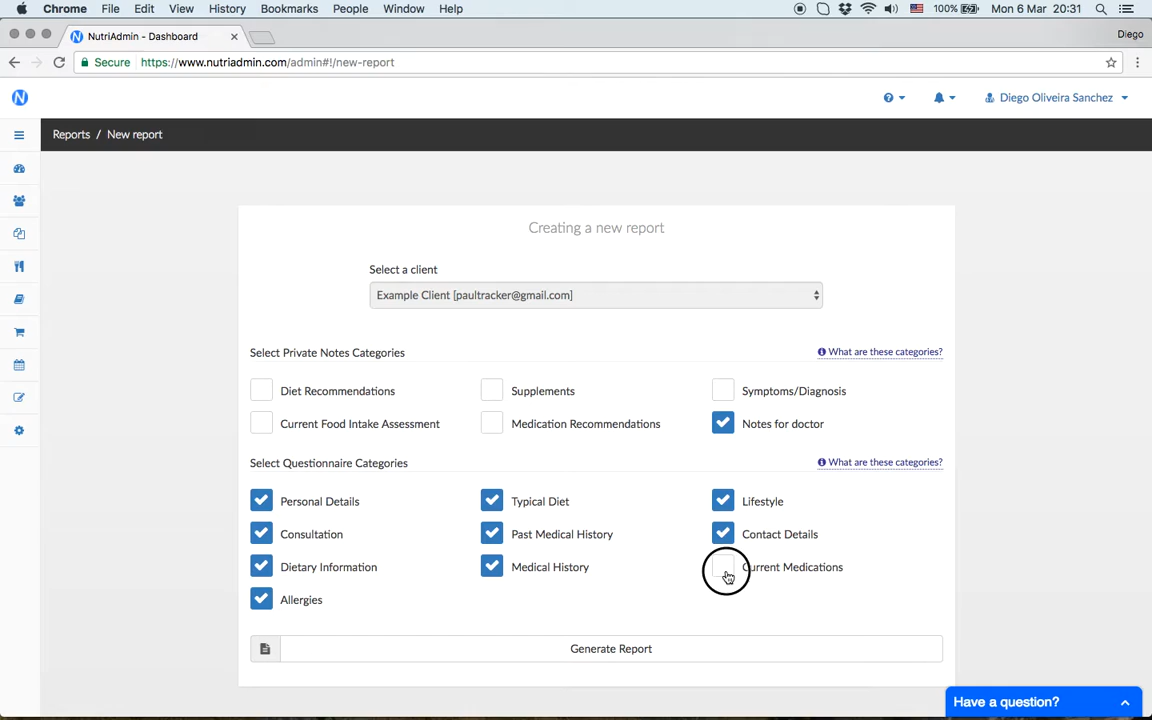 Chrome File Edit View History Bookmarks People Window Help 100% Mon 6 Mar 20:31
NutriAdmin - Dashboard Diego
Secure https://www.nutriadmin.com/admin#!/new-report
N Diego Oliveira Sanchez
Reports / New report
Creating a new report
Select a client
Example Client [paultracker@gmail.com]
Select Private Notes Categories What are these categories?
Diet Recommendations Supplements Symptoms/Diagnosis
Current Food Intake Assessment Medication Recommendations Notes for doctor
Select Questionnaire Categories What are these categories?
Personal Details Typical Diet Lifestyle
Consultation Past Medical History Contact Details
Dietary Information Medical History Current Medications
Allergies
Generate Report
Have a question?